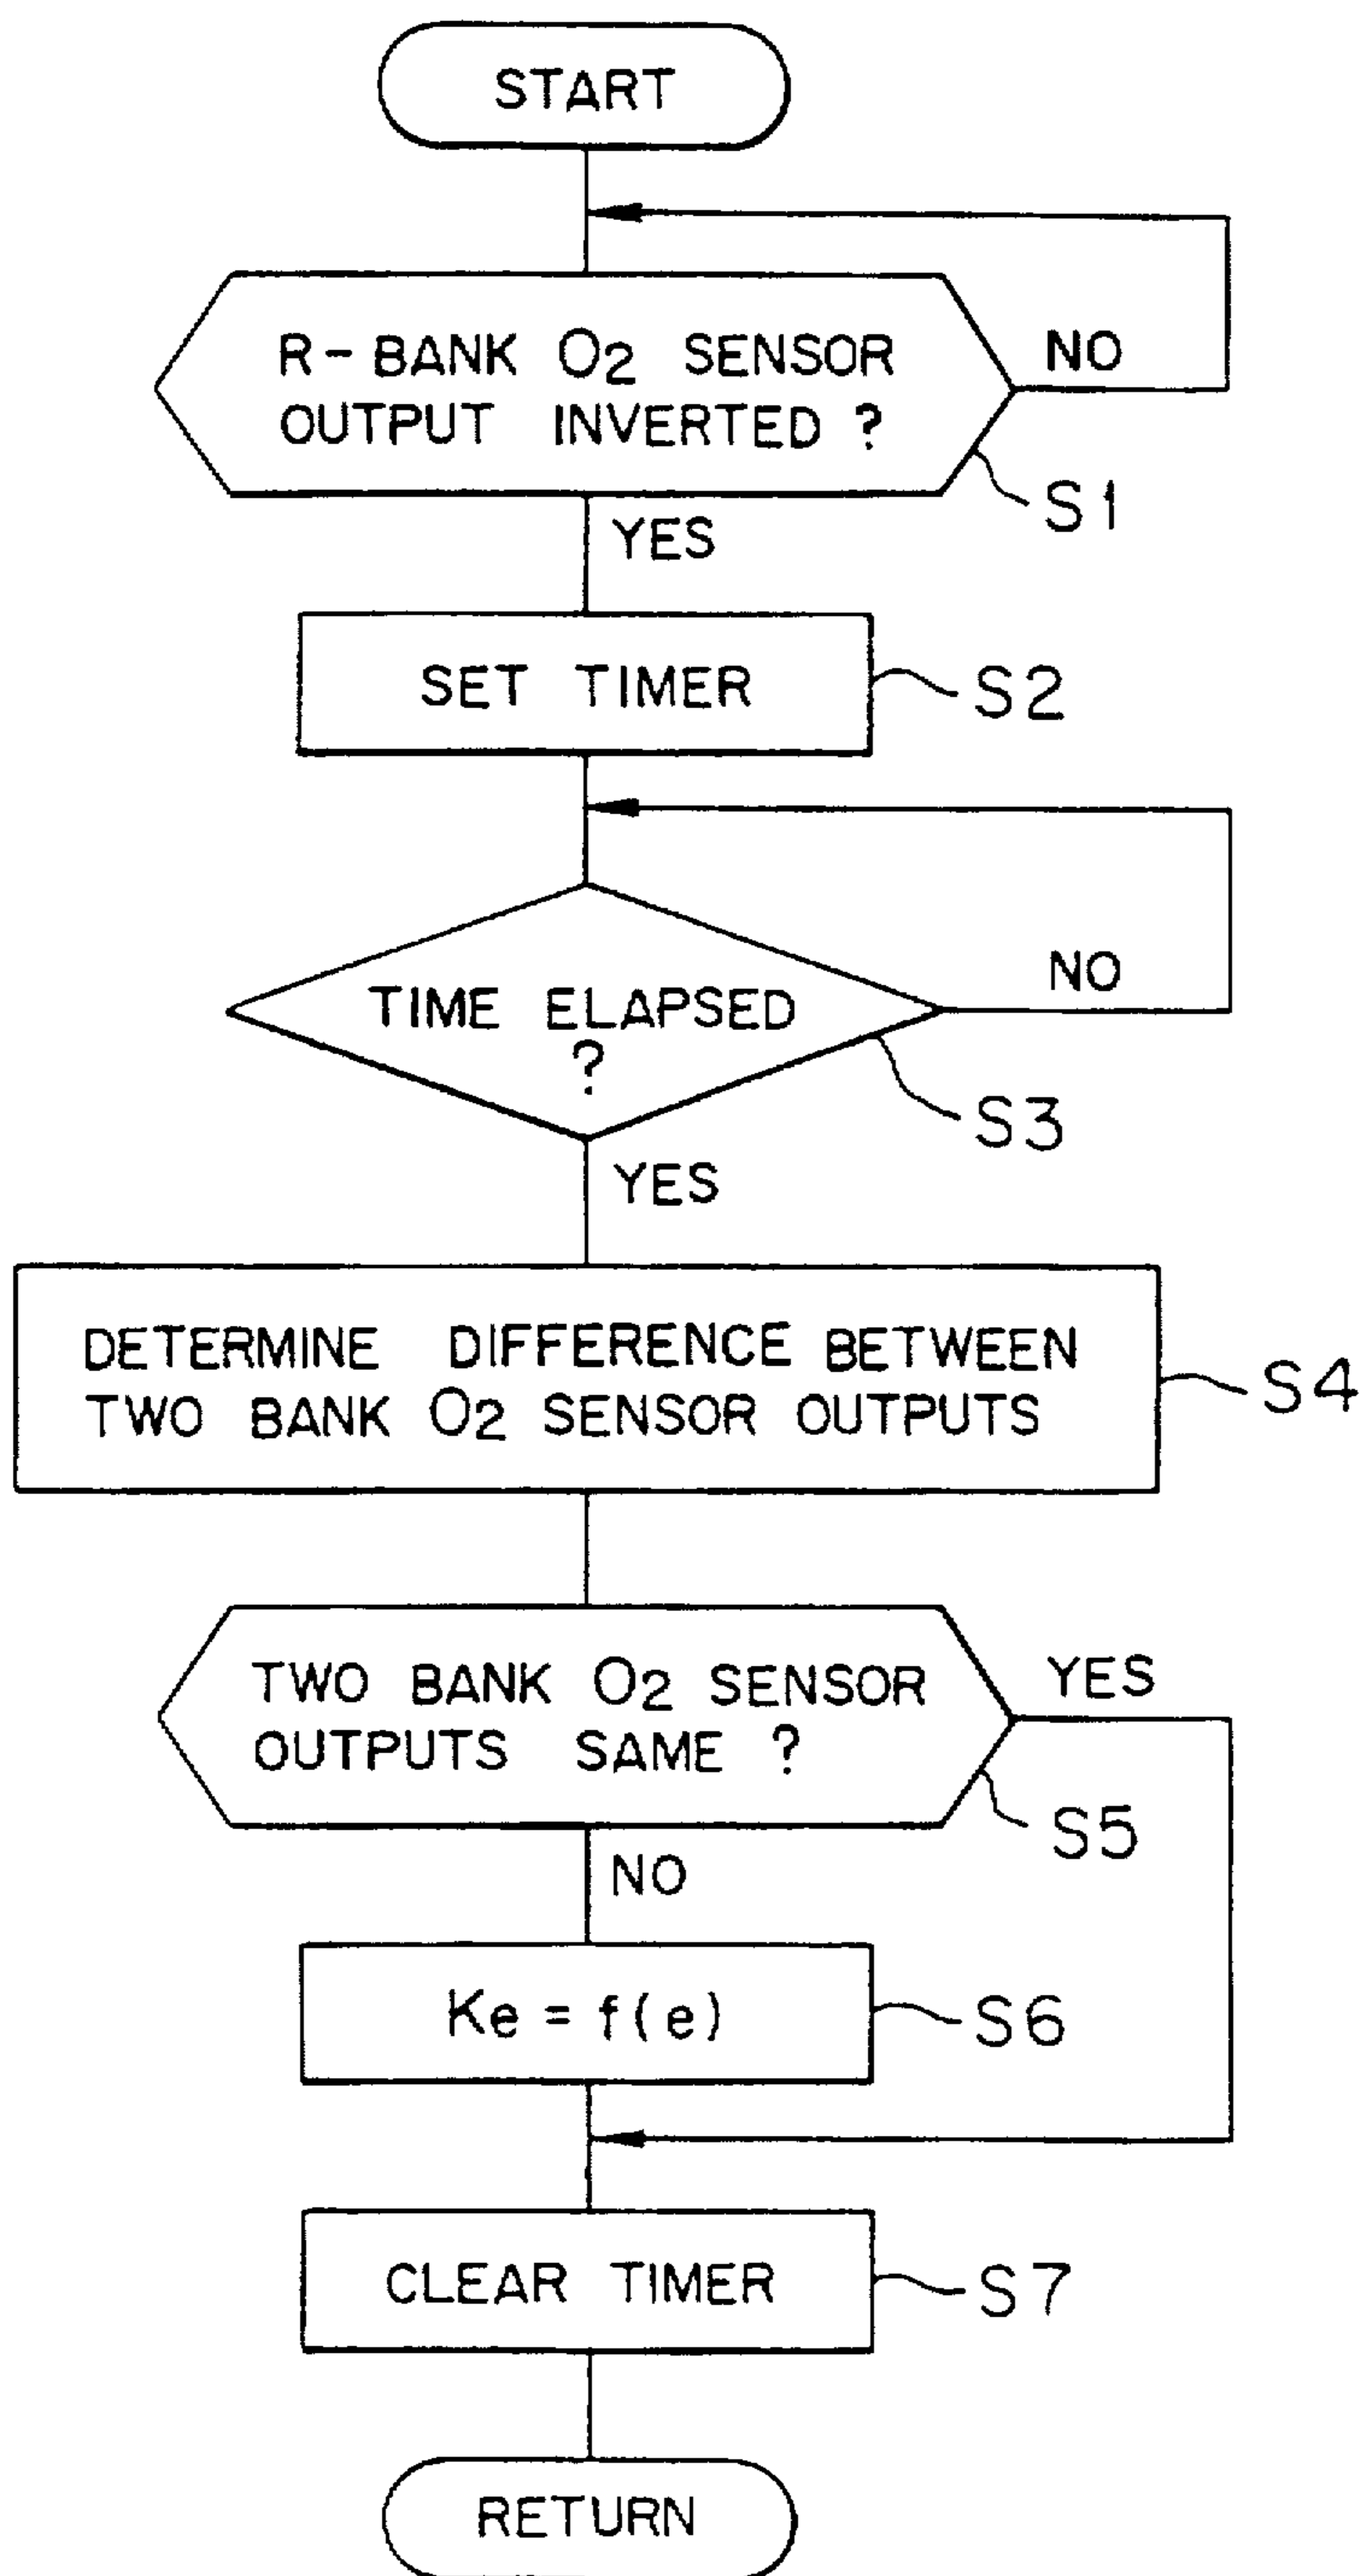 START
R-BANK O2 SENSOR
OUTPUT INVERTED ?
NO
S1
YES
SET TIMER
S2
TIME ELAPSED
?
NO
S3
YES
DETERMINE DIFFERENCE BETWEEN
TWO BANK O2 SENSOR OUTPUTS
S4
TWO BANK O2 SENSOR
OUTPUTS SAME ?
YES
S5
NO
Ke = f(e)
S6
CLEAR TIMER
S7
RETURN